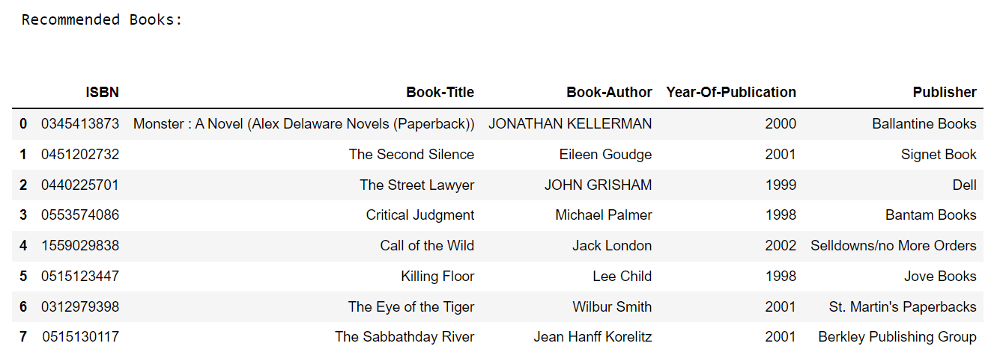 Recommended Books:
ISBN Book-Title Book-Author Year-Of-Publication Publisher
0 0345413873 Monster : A Novel (Alex Delaware Novels (Paperback)) JONATHAN KELLERMAN 2000 Ballantine Books
1 0451202732 The Second Silence Eileen Goudge 2001 Signet Book
2 0440225701 The Street Lawyer JOHN GRISHAM 1999 Dell
3 0553574086 Critical Judgment Michael Palmer 1998 Bantam Books
4 1559029838 Call of the Wild Jack London 2002 Selldowns/no More Orders
5 0515123447 Killing Floor Lee Child 1998 Jove Books
6 0312979398 The Eye of the Tiger Wilbur Smith 2001 St. Martin's Paperbacks
7 0515130117 The Sabbathday River Jean Hanff Korelitz 2001 Berkley Publishing Group